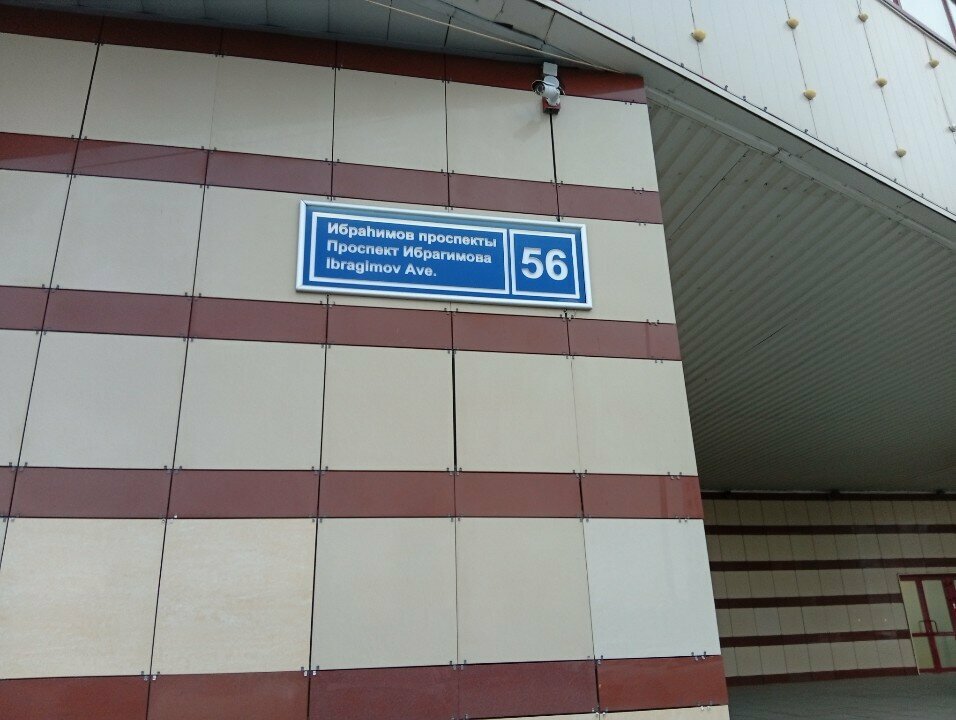 Ибраһимов проспекты
Проспект Ибрагимова
Ibragimov Ave.
56